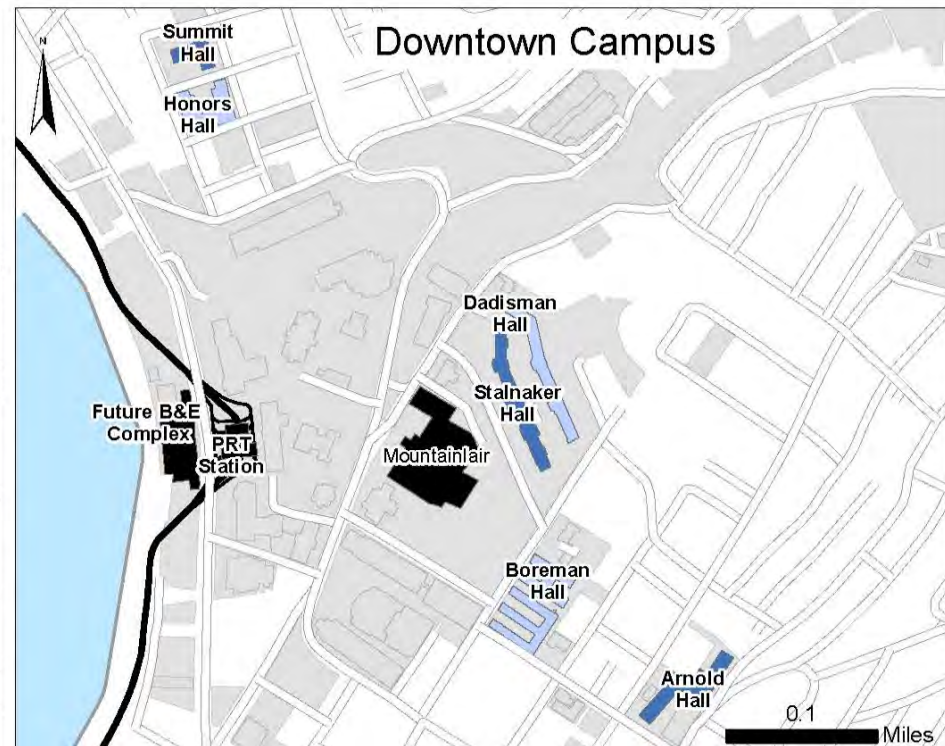 Downtown Campus
N
Summit
Hall
Honors
Hall
Dadisman
Hall
Stalnaker
Hall
Future B&E
Complex
PRT
Station
Mountainlair
Boreman
Hall
Arnold
Hall
0.1
Miles